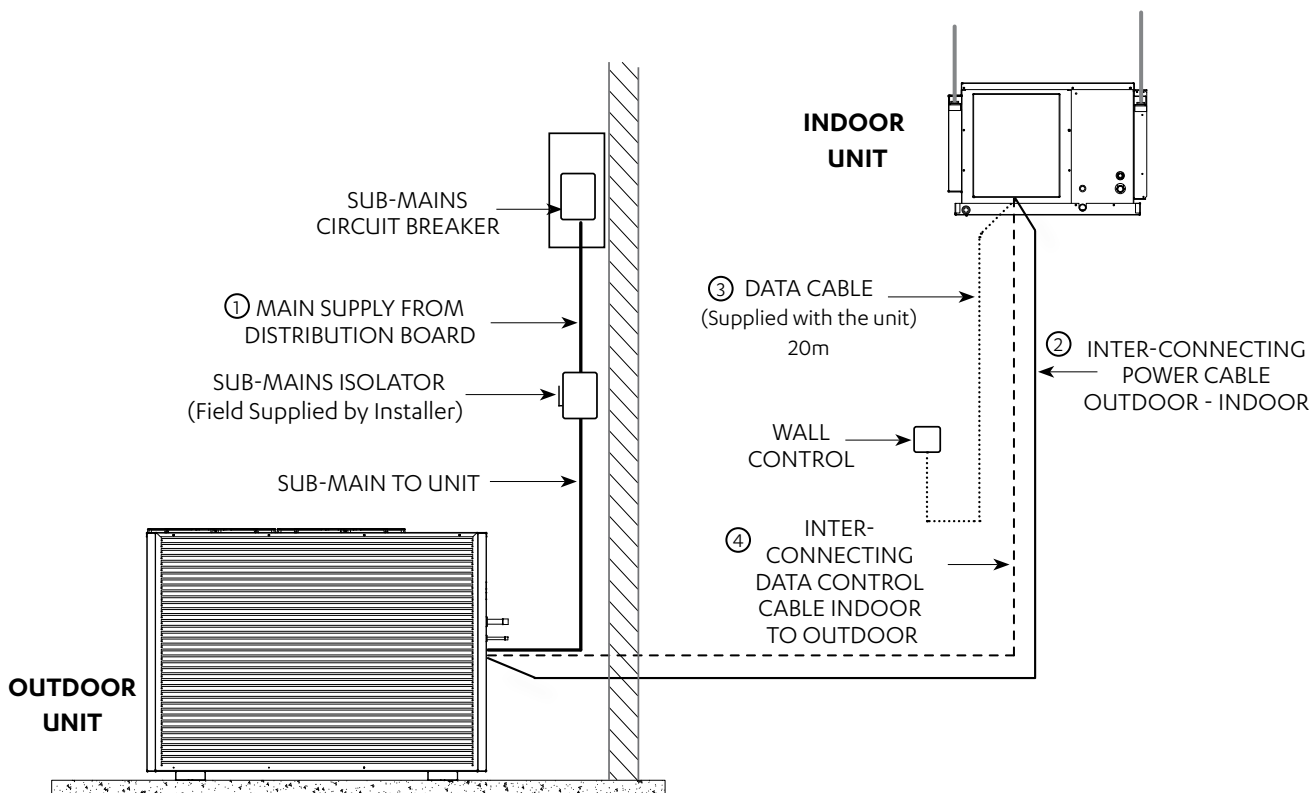 INDOOR
UNIT
SUB-MAINS
CIRCUIT BREAKER
① MAIN SUPPLY FROM
DISTRIBUTION BOARD
SUB-MAINS ISOLATOR
(Field Supplied by Installer)
SUB-MAIN TO UNIT
③ DATA CABLE
(Supplied with the unit)
20m
② INTER-CONNECTING
POWER CABLE
OUTDOOR - INDOOR
WALL
CONTROL
④ INTER-
CONNECTING
DATA CONTROL
CABLE INDOOR
TO OUTDOOR
OUTDOOR
UNIT